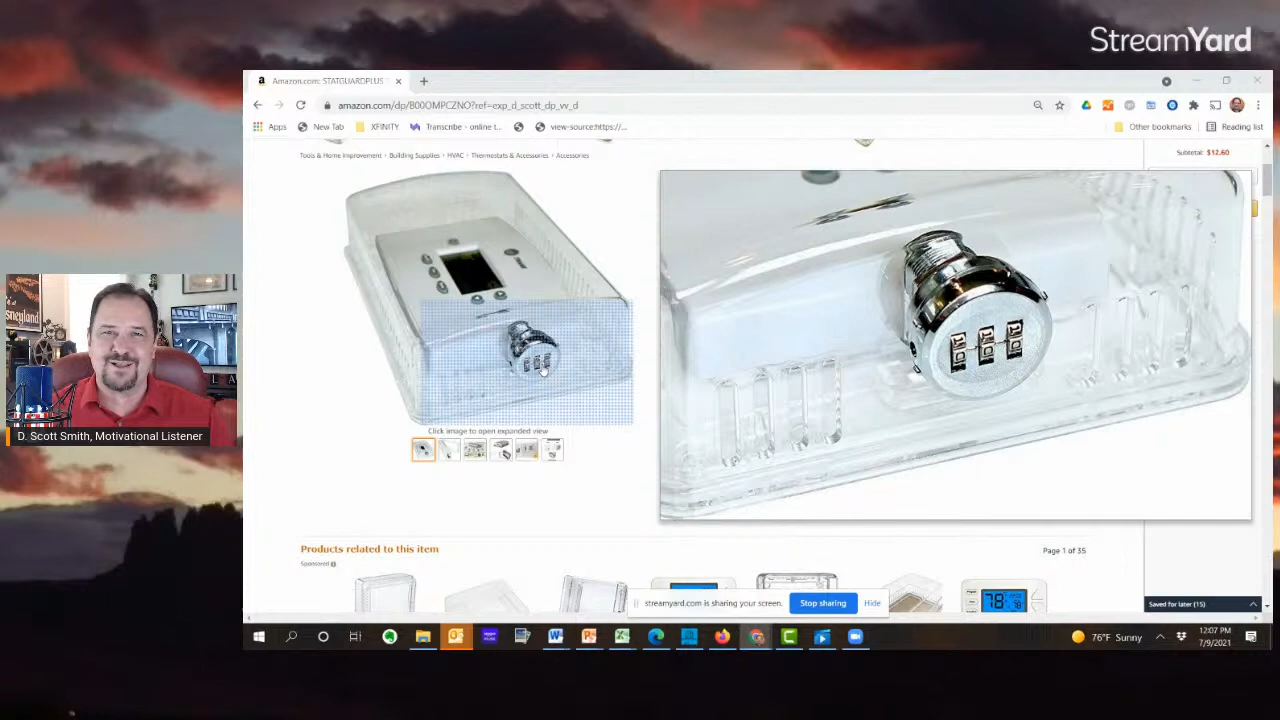 StreamYard
Amazon.com: STATGUARDPLUS
amazon.com/dp/B00OMPCZNO?ref=exp_d_scott_dp_vv_d
Apps
New Tab
XFINITY
Transcribe - online t...
view-source:https://...
Other bookmarks
Reading list
Tools & Home Improvement › Building Supplies › HVAC › Thermostats & Accessories › Accessories
Subtotal: $12.60
Disneyland
D. Scott Smith, Motivational Listener
Click image to open expanded view
Products related to this item
Page 1 of 35
Sponsored
78
streamyard.com is sharing your screen.
Stop sharing
Hide
Saved for later (15)
76°F Sunny
12:07 PM
7/9/2021